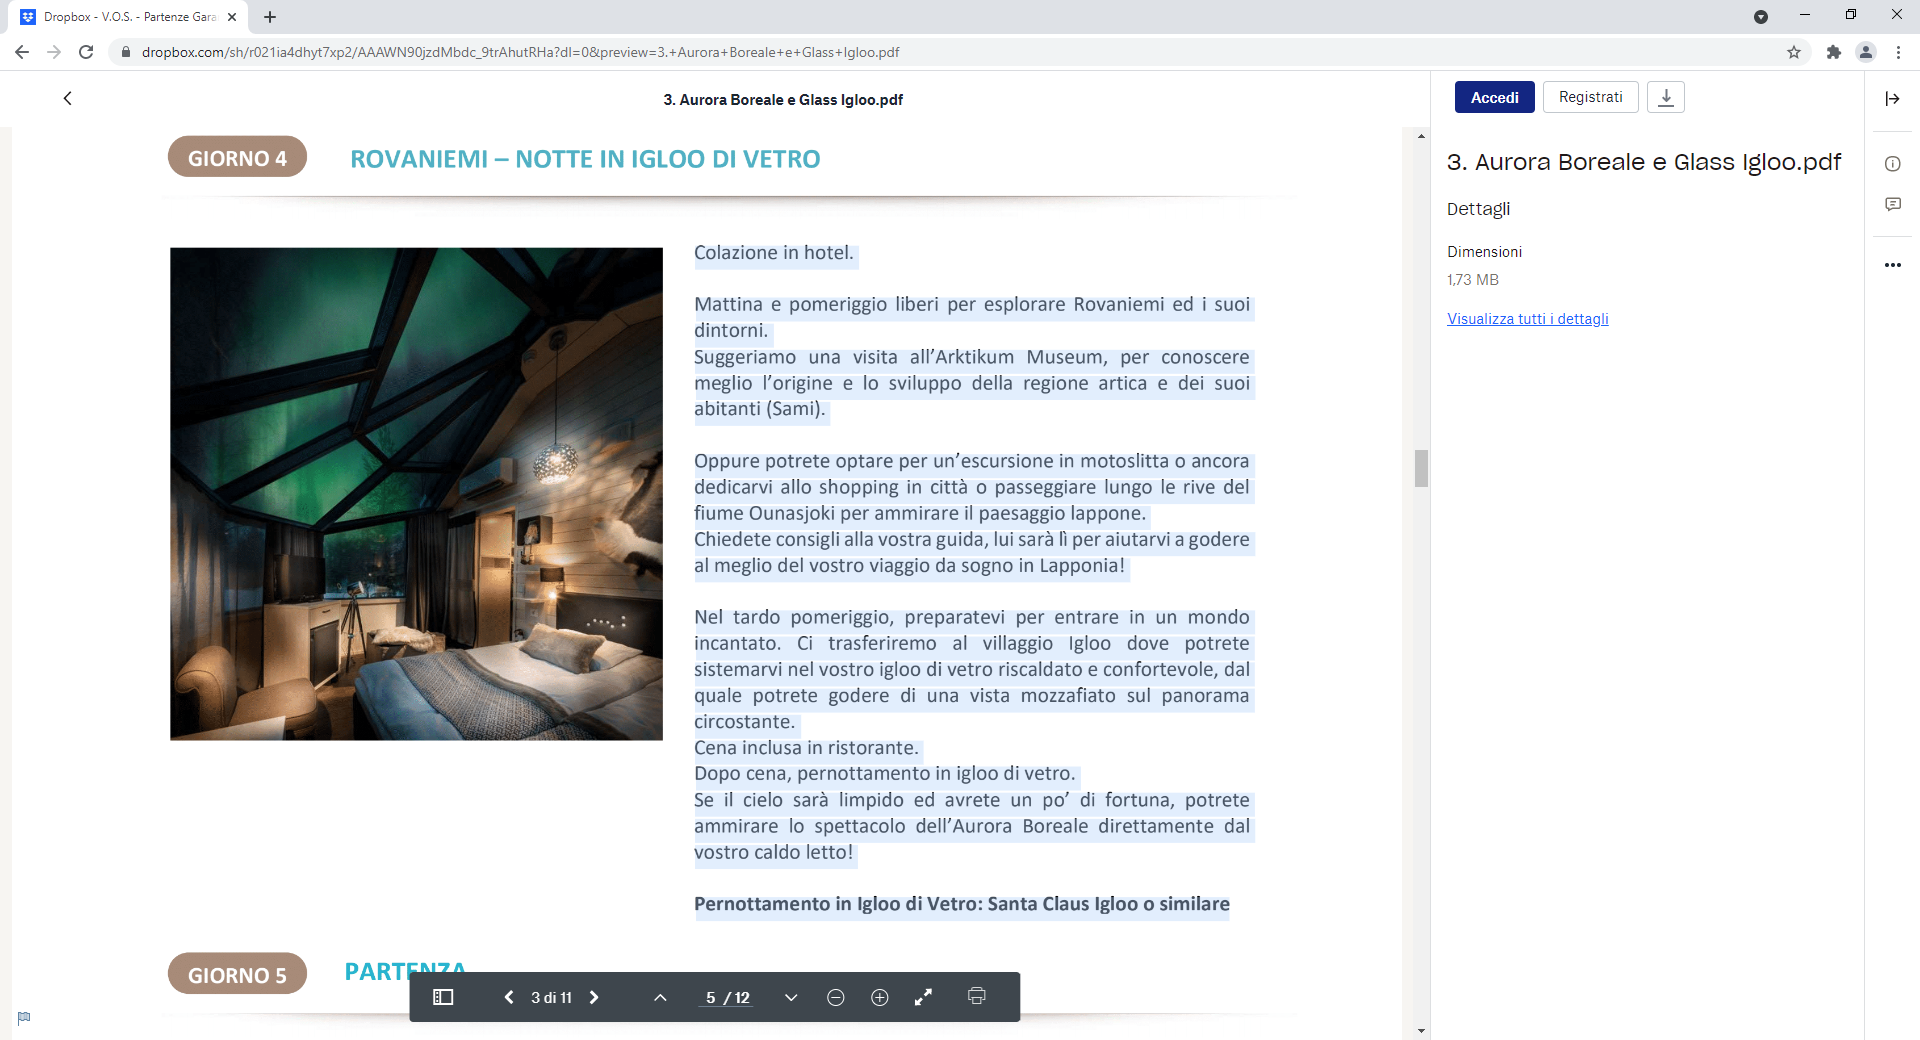 Dropbox - V.O.S. - Partenze Gara
dropbox.com/sh/r021ia4dhyt7xp2/AAAWN90jzdMbdc_9trAhutRHa?dl=0&preview=3.+Aurora+Boreale+e+Glass+Igloo.pdf
3. Aurora Boreale e Glass Igloo.pdf
Accedi
Registrati
GIORNO 4
ROVANIEMI – NOTTE IN IGLOO DI VETRO
Colazione in hotel.
Mattina e pomeriggio liberi per esplorare Rovaniemi ed i suoi
dintorni.
Suggeriamo una visita all’Arktikum Museum, per conoscere
meglio l’origine e lo sviluppo della regione artica e dei suoi
abitanti (Sami).
Oppure potrete optare per un’escursione in motoslitta o ancora
dedicarvi allo shopping in città o passeggiare lungo le rive del
fiume Ounasjoki per ammirare il paesaggio lappone.
Chiedete consigli alla vostra guida, lui sarà lì per aiutarvi a godere
al meglio del vostro viaggio da sogno in Lapponia!
Nel tardo pomeriggio, preparatevi per entrare in un mondo
incantato. Ci trasferiremo al villaggio Igloo dove potrete
sistemarvi nel vostro igloo di vetro riscaldato e confortevole, dal
quale potrete godere di una vista mozzafiato sul panorama
circostante.
Cena inclusa in ristorante.
Dopo cena, pernottamento in igloo di vetro.
Se il cielo sarà limpido ed avrete un po’ di fortuna, potrete
ammirare lo spettacolo dell’Aurora Boreale direttamente dal
vostro caldo letto!
Pernottamento in Igloo di Vetro: Santa Claus Igloo o similare
GIORNO 5
PARTENZA
3 di 11
5 / 12
3. Aurora Boreale e Glass Igloo.pdf
Dettagli
Dimensioni
1,73 MB
Visualizza tutti i dettagli